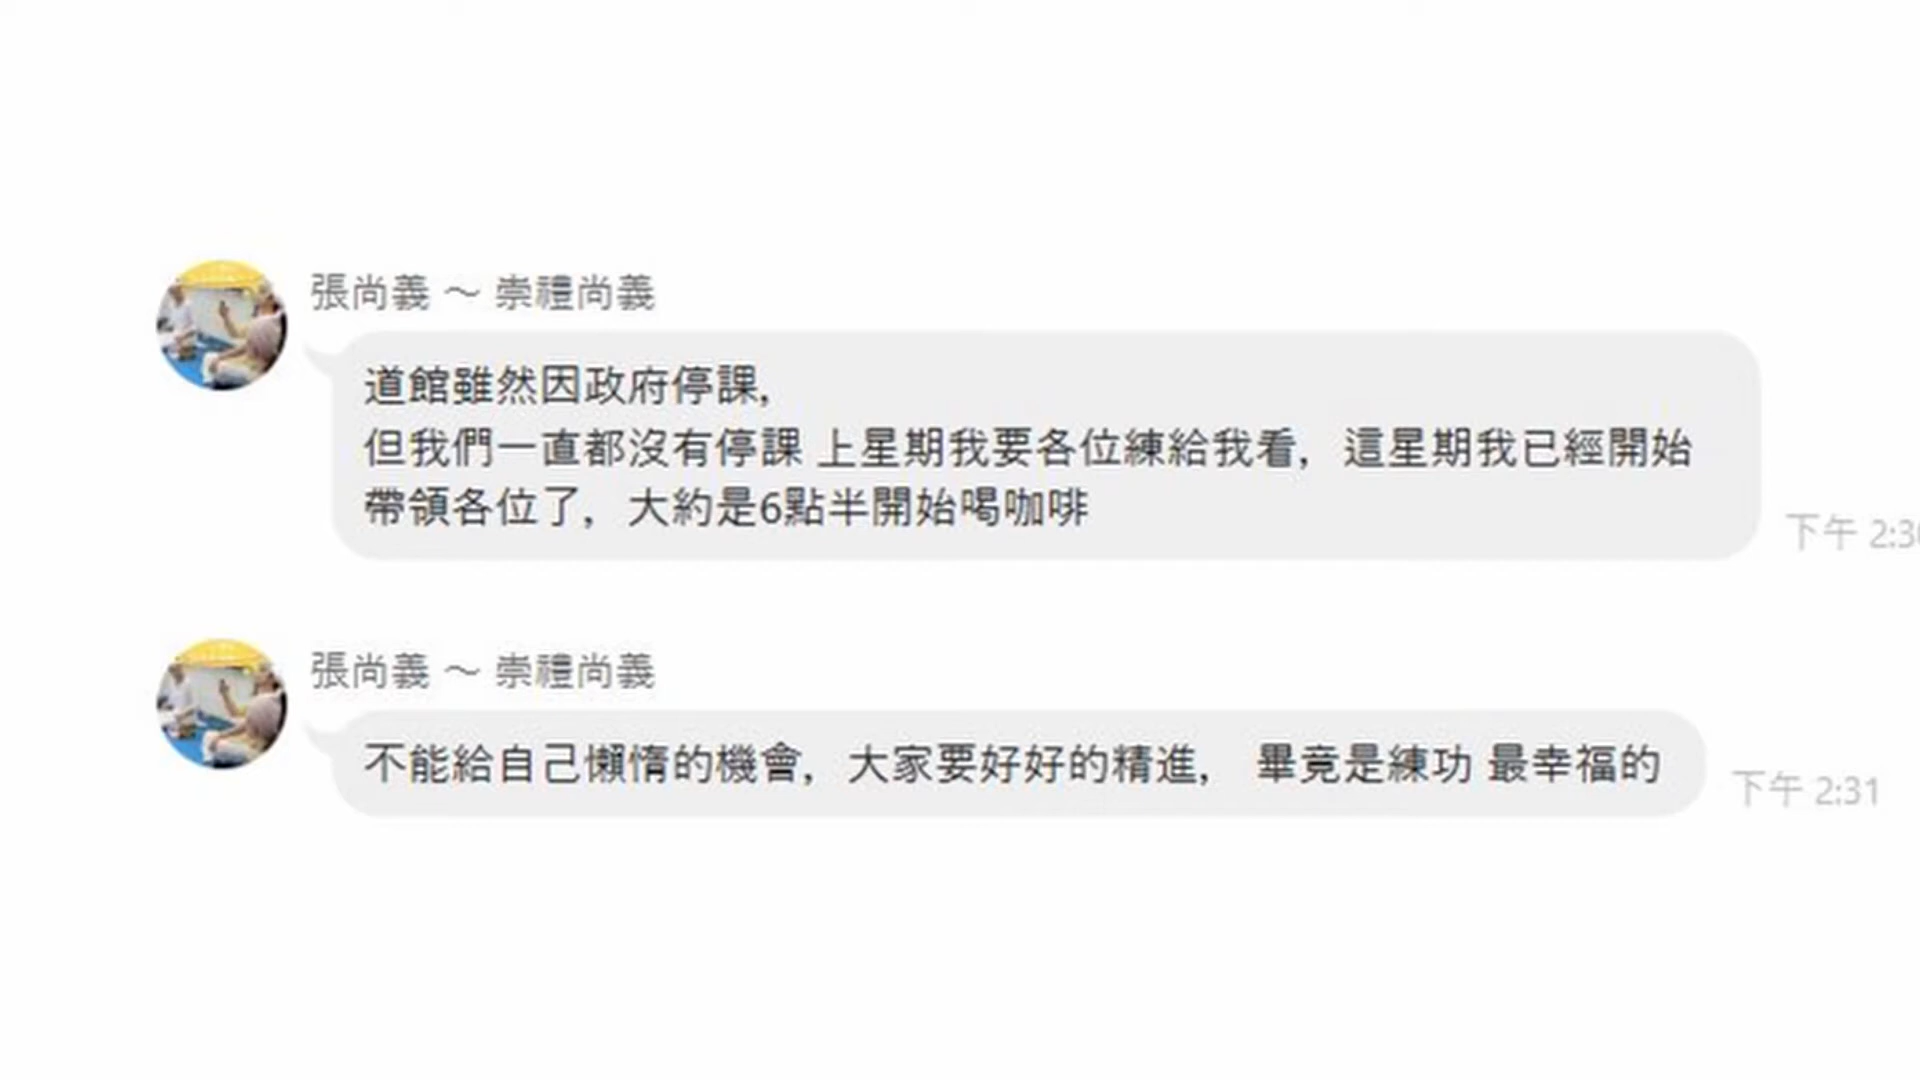 張尚義 ～ 崇禮尚義
道館雖然因政府停課,
但我們一直都沒有停課 上星期我要各位練給我看, 這星期我已經開始
帶領各位了, 大約是6點半開始喝咖啡
下午 2:30
張尚義 ～ 崇禮尚義
不能給自己懶惰的機會, 大家要好好的精進, 畢竟是練功 最幸福的
下午 2:31